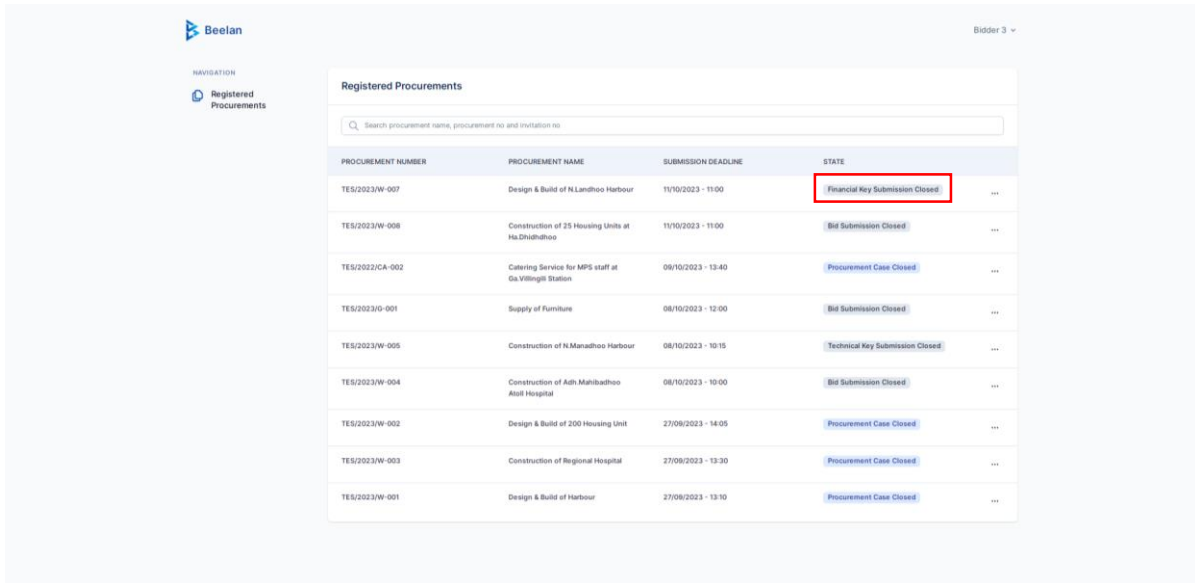 Beelan
Bidder 3
NAVIGATION
Registered
Procurements
Registered Procurements
Search procurement name, procurement no and invitation no
PROCUREMENT NUMBER PROCUREMENT NAME SUBMISSION DEADLINE STATE
TES/2023/W-007 Design & Build of N.Landhoo Harbour 11/10/2023 - 11:00 Financial Key Submission Closed ...
TES/2023/W-008 Construction of 25 Housing Units at 11/10/2023 - 11:00 Bid Submission Closed ...
Ha.Dhidhdhoo
TES/2022/CA-002 Catering Service for MPS staff at 09/10/2023 - 13:40 Procurement Case Closed ...
Ga.Villingili Station
TES/2023/G-001 Supply of Furniture 08/10/2023 - 12:00 Bid Submission Closed ...
TES/2023/W-005 Construction of N.Manadhoo Harbour 08/10/2023 - 10:15 Technical Key Submission Closed ...
TES/2023/W-004 Construction of Adh.Mahibadhoo 08/10/2023 - 10:00 Bid Submission Closed ...
Atoll Hospital
TES/2023/W-002 Design & Build of 200 Housing Unit 27/09/2023 - 14:05 Procurement Case Closed ...
TES/2023/W-003 Construction of Regional Hospital 27/09/2023 - 13:30 Procurement Case Closed ...
TES/2023/W-001 Design & Build of Harbour 27/09/2023 - 13:10 Procurement Case Closed ...